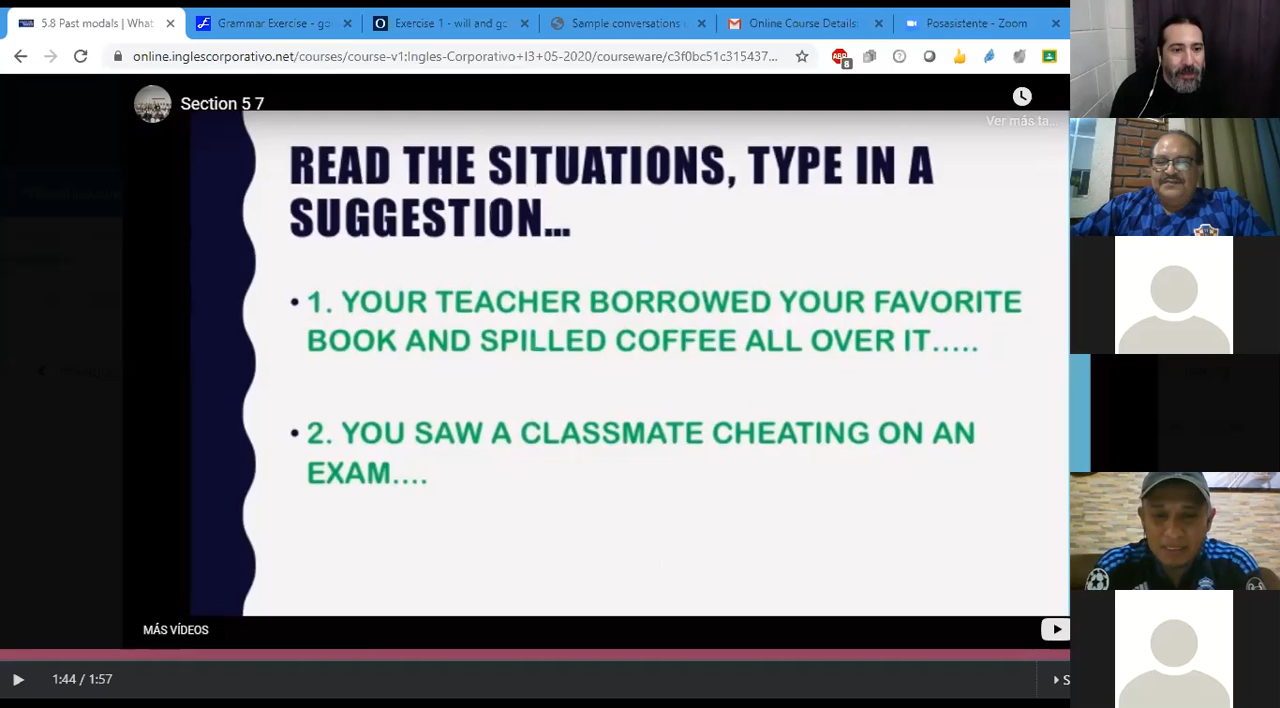 5.8 Past modals | What
Grammar Exercise - go
Exercise 1 - will and go
Sample conversations
Online Course Details:
Posasistente - Zoom
online.inglescorporativo.net/courses/course-v1:Ingles-Corporativo+I3+05-2020/courseware/c3f0bc51c315437...
ABP
8
Section 5 7
Ver más ta...
READ THE SITUATIONS, TYPE IN A
SUGGESTION...
• 1. YOUR TEACHER BORROWED YOUR FAVORITE
BOOK AND SPILLED COFFEE ALL OVER IT.....
• 2. YOU SAW A CLASSMATE CHEATING ON AN
EXAM....
MÁS VÍDEOS
1:44 / 1:57
S